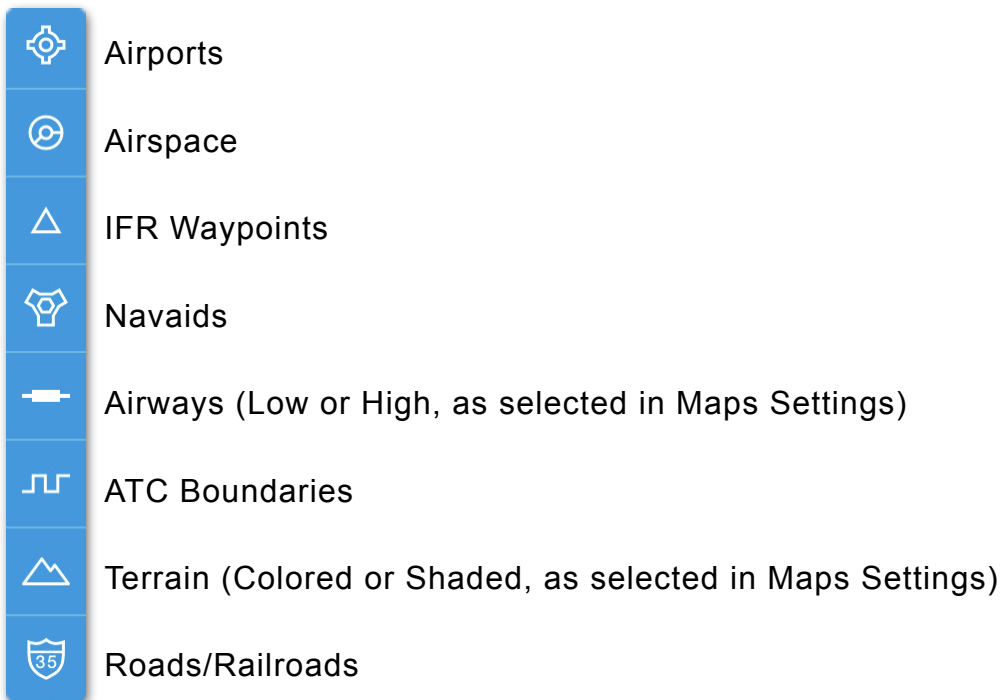 Airports
Airspace
IFR Waypoints
Navaids
Airways (Low or High, as selected in Maps Settings)
ATC Boundaries
Terrain (Colored or Shaded, as selected in Maps Settings)
35 Roads/Railroads